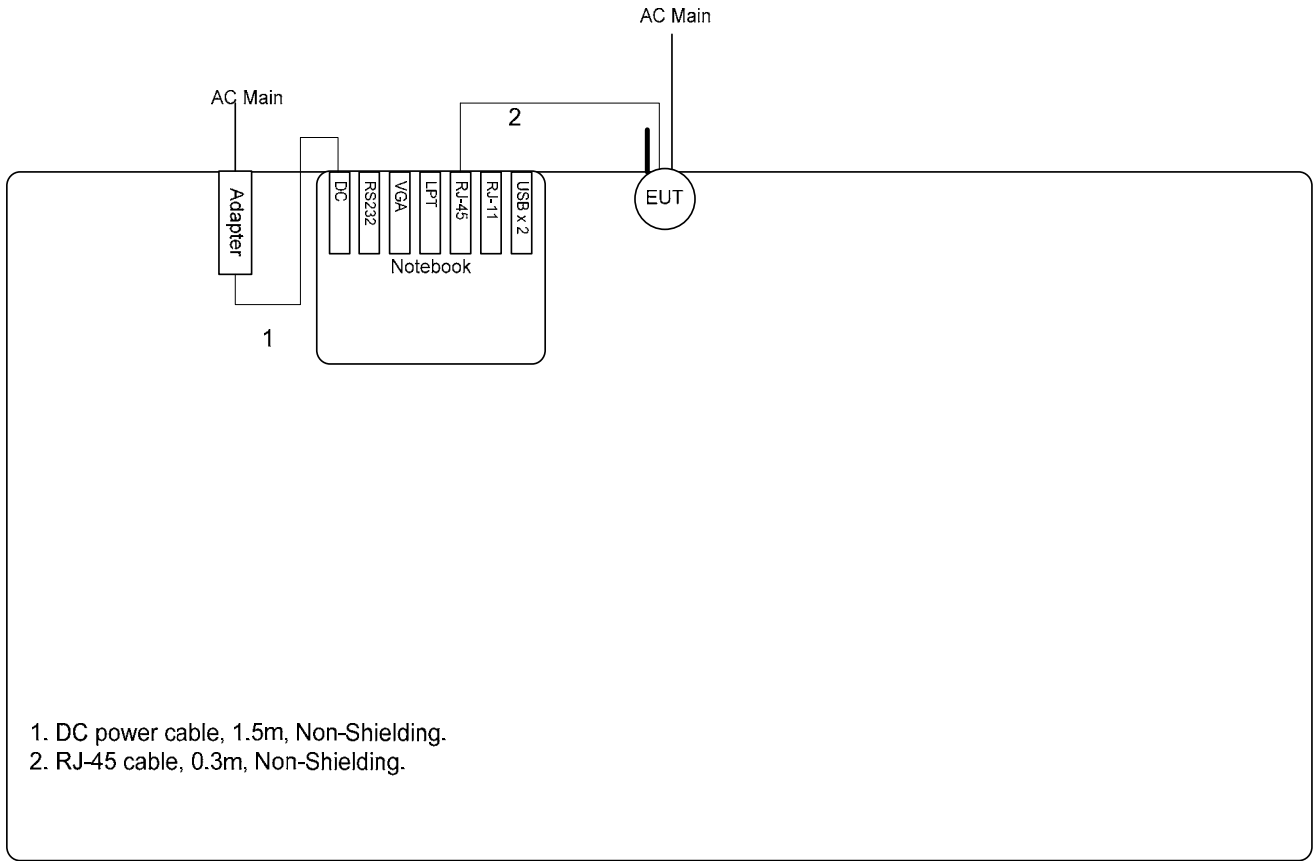 AC Main
AC Main
2
Adapter
DC
RS232
VGA
LPT
RJ-45
RJ-11
USB x 2
EUT
Notebook
1
1. DC power cable, 1.5m, Non-Shielding.
2. RJ-45 cable, 0.3m, Non-Shielding.